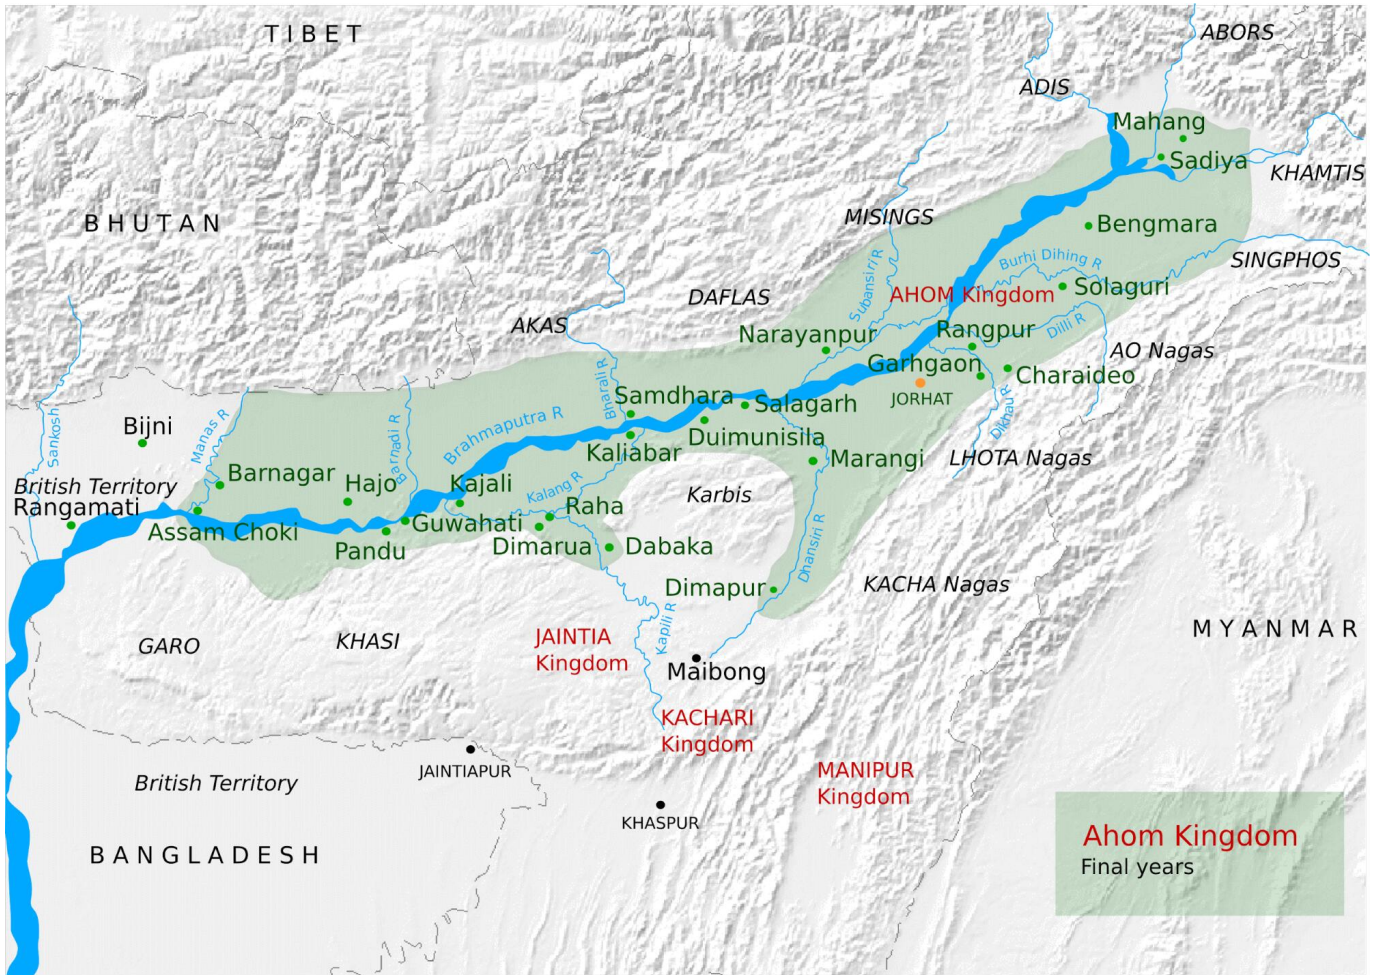 TIBET
ABORS
ADIS
Mahang
Sadiya
KHAMTIS
BHUTAN
MISINGS
Bengmara
SINGPHOS
Burhi Dihing R
Subansiri R
Solaguri
AHOM Kingdom
DAFLAS
AKAS
Narayanpur
Rangpur
Dilli R
AO Nagas
Garhgaon
Charaideo
JORHAT
Bharali R
Samdhara
Salagarh
Dikhau R
Sankosh
Bijni
Manas R
Barnadi R
Brahmaputra R
Duimunisila
Kaliabar
Marangi
LHOTA Nagas
British Territory
Rangamati
Barnagar
Hajo
Kajali
Kalang R
Karbis
Raha
Assam Choki
Guwahati
Pandu
Dimarua
Dabaka
Dhansiri R
Dimapur
KACHA Nagas
MYANMAR
GARO
KHASI
JAINTIA
Kingdom
Kapili R
Maibong
KACHARI
Kingdom
JAINTIAPUR
MANIPUR
Kingdom
British Territory
KHASPUR
BANGLADESH
Ahom Kingdom
Final years